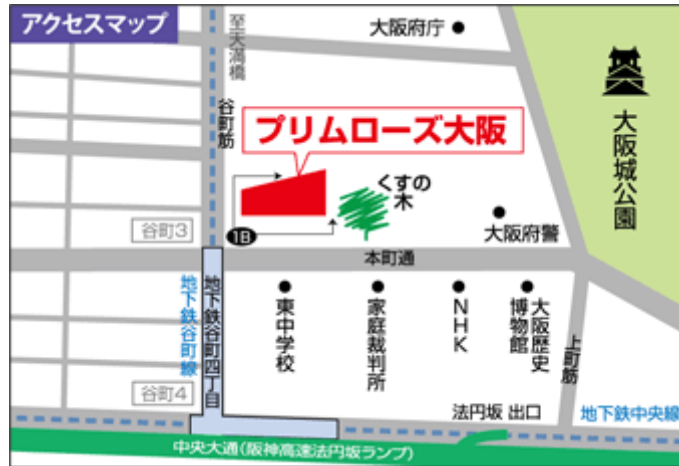 アクセスマップ
至天満橋
大阪府庁
谷町筋
プリムローズ大阪
大阪城公園
くすの
木
谷町3
1B
大阪府警
本町通
地下鉄谷町線
地下鉄谷町四丁目
東中学校
家庭裁判所
NHK
大阪歴史
博物館
上町筋
谷町4
法円坂 出口
地下鉄中央線
中央大通(阪神高速法円坂ランプ)